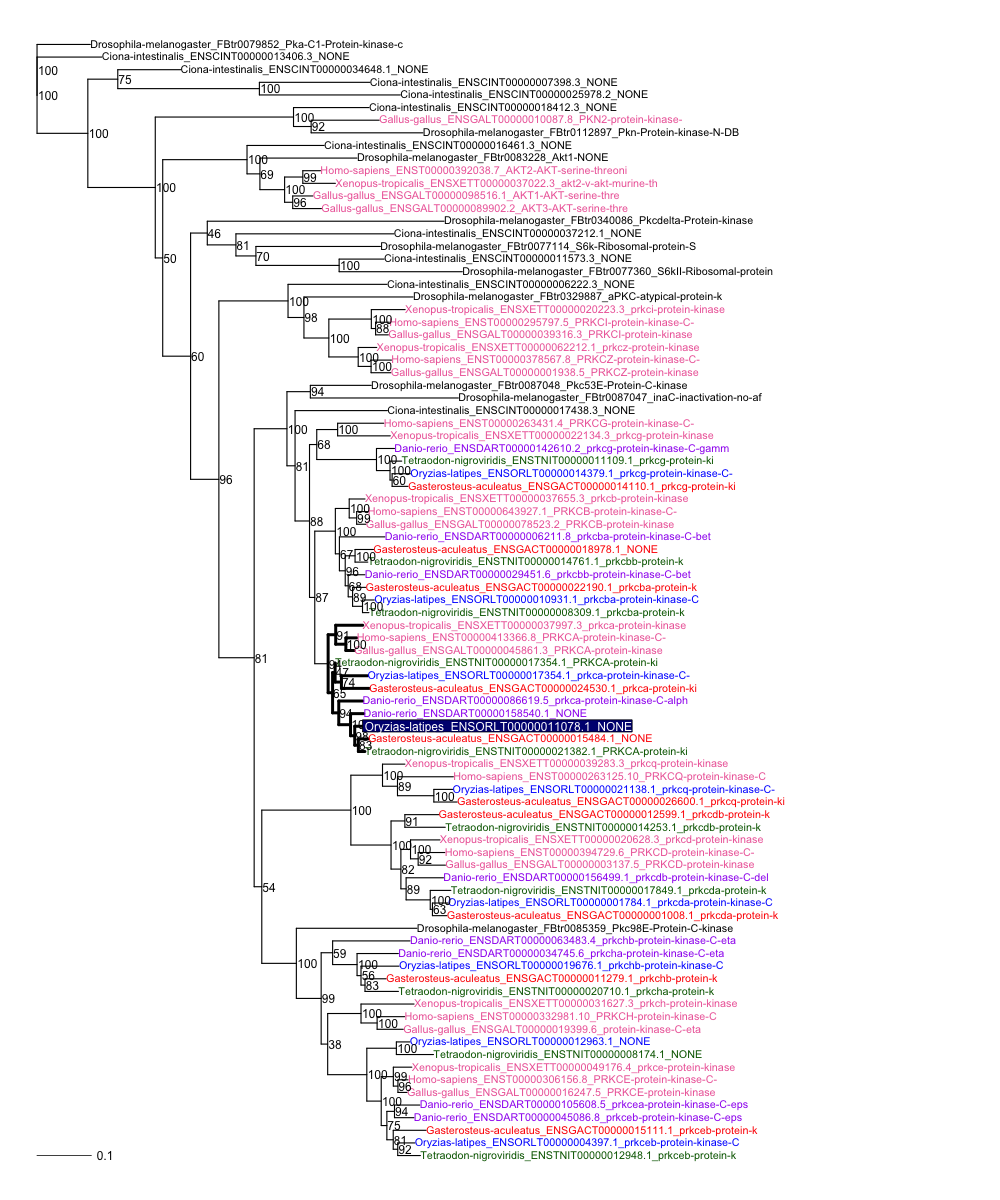 Drosophila-melanogaster_FBtr0079852_Pka-C1-Protein-kinase-c
Ciona-intestinalis_ENSCINT00000013406.3_NONE
100
Ciona-intestinalis_ENSCINT00000034648.1_NONE
75
Ciona-intestinalis_ENSCINT00000007398.3_NONE
100
100
Ciona-intestinalis_ENSCINT00000025978.2_NONE
Ciona-intestinalis_ENSCINT00000018412.3_NONE
100
Gallus-gallus_ENSGALT00000010087.8_PKN2-protein-kinase-
92
100
Drosophila-melanogaster_FBtr0112897_Pkn-Protein-kinase-N-DB
Ciona-intestinalis_ENSCINT00000016461.3_NONE
100
Drosophila-melanogaster_FBtr0083228_Akt1-NONE
69
Homo-sapiens_ENST00000392038.7_AKT2-AKT-serine-threoni
99
Xenopus-tropicalis_ENSXETT00000037022.3_akt2-v-akt-murine-th
100
100
Gallus-gallus_ENSGALT00000098516.1_AKT1-AKT-serine-thre
96
Gallus-gallus_ENSGALT00000089902.2_AKT3-AKT-serine-thre
Drosophila-melanogaster_FBtr0340086_Pkcdelta-Protein-kinase
46
Ciona-intestinalis_ENSCINT00000037212.1_NONE
81
Drosophila-melanogaster_FBtr0077114_S6k-Ribosomal-protein-S
70
50
Ciona-intestinalis_ENSCINT00000011573.3_NONE
100
Drosophila-melanogaster_FBtr0077360_S6kII-Ribosomal-protein
Ciona-intestinalis_ENSCINT00000006222.3_NONE
100
Drosophila-melanogaster_FBtr0329887_aPKC-atypical-protein-k
98
Xenopus-tropicalis_ENSXETT00000020223.3_prkci-protein-kinase
100
Homo-sapiens_ENST00000295797.5_PRKCI-protein-kinase-C-
88
Gallus-gallus_ENSGALT00000039316.3_PRKCI-protein-kinase
100
Xenopus-tropicalis_ENSXETT00000062212.1_prkcz-protein-kinase
60
100
Homo-sapiens_ENST00000378567.8_PRKCZ-protein-kinase-C-
100
Gallus-gallus_ENSGALT00000001938.5_PRKCZ-protein-kinase
Drosophila-melanogaster_FBtr0087048_Pkc53E-Protein-C-kinase
94
Drosophila-melanogaster_FBtr0087047_inaC-inactivation-no-af
Ciona-intestinalis_ENSCINT00000017438.3_NONE
100
Homo-sapiens_ENST00000263431.4_PRKCG-protein-kinase-C-
100
Xenopus-tropicalis_ENSXETT00000022134.3_prkcg-protein-kinase
68
Danio-rerio_ENSDART00000142610.2_prkcg-protein-kinase-C-gamm
100
Tetraodon-nigroviridis_ENSTNIT00000011109.1_prkcg-protein-ki
81
100
Oryzias-latipes_ENSORLT00000014379.1_prkcg-protein-kinase-C-
96
60
Gasterosteus-aculeatus_ENSGACT00000014110.1_prkcg-protein-ki
Xenopus-tropicalis_ENSXETT00000037655.3_prkcb-protein-kinase
100
Homo-sapiens_ENST00000643927.1_PRKCB-protein-kinase-C-
99
88
Gallus-gallus_ENSGALT00000078523.2_PRKCB-protein-kinase
100
Danio-rerio_ENSDART00000006211.8_prkcba-protein-kinase-C-bet
Gasterosteus-aculeatus_ENSGACT00000018978.1_NONE
67
100
Tetraodon-nigroviridis_ENSTNIT00000014761.1_prkcbb-protein-k
96
Danio-rerio_ENSDART00000029451.6_prkcbb-protein-kinase-C-bet
68
Gasterosteus-aculeatus_ENSGACT00000022190.1_prkcba-protein-k
87
89
Oryzias-latipes_ENSORLT00000010931.1_prkcba-protein-kinase-C
100
Tetraodon-nigroviridis_ENSTNIT00000008309.1_prkcba-protein-k
Xenopus-tropicalis_ENSXETT00000037997.3_prkca-protein-kinase
91
Homo-sapiens_ENST00000413366.8_PRKCA-protein-kinase-C-
100
Gallus-gallus_ENSGALT00000045861.3_PRKCA-protein-kinase
81
Tetraodon-nigroviridis_ENSTNIT00000017354.1_PRKCA-protein-ki
Oryzias-latipes_ENSORLT00000017354.1_prkca-protein-kinase-C-
74
Gasterosteus-aculeatus_ENSGACT00000024530.1_prkca-protein-ki
65
Danio-rerio_ENSDART00000086619.5_prkca-protein-kinase-C-alph
94
Danio-rerio_ENSDART00000158540.1_NONE
Oryzias-latipes_ENSORLT00000011078.1_NONE
Gasterosteus-aculeatus_ENSGACT00000015484.1_NONE
83
Tetraodon-nigroviridis_ENSTNIT00000021382.1_PRKCA-protein-ki
Xenopus-tropicalis_ENSXETT00000039283.3_prkcq-protein-kinase
100
Homo-sapiens_ENST00000263125.10_PRKCQ-protein-kinase-C
89
Oryzias-latipes_ENSORLT00000021138.1_prkcq-protein-kinase-C-
100
Gasterosteus-aculeatus_ENSGACT00000026600.1_prkcq-protein-ki
100
Gasterosteus-aculeatus_ENSGACT00000012599.1_prkcdb-protein-k
91
Tetraodon-nigroviridis_ENSTNIT00000014253.1_prkcdb-protein-k
Xenopus-tropicalis_ENSXETT00000020628.3_prkcd-protein-kinase
100
100
Homo-sapiens_ENST00000394729.6_PRKCD-protein-kinase-C-
92
Gallus-gallus_ENSGALT00000003137.5_PRKCD-protein-kinase
82
Danio-rerio_ENSDART00000156499.1_prkcdb-protein-kinase-C-del
54
89
Tetraodon-nigroviridis_ENSTNIT00000017849.1_prkcda-protein-k
100
Oryzias-latipes_ENSORLT00000001784.1_prkcda-protein-kinase-C
63
Gasterosteus-aculeatus_ENSGACT00000001008.1_prkcda-protein-k
Drosophila-melanogaster_FBtr0085359_Pkc98E-Protein-C-kinase
Danio-rerio_ENSDART00000063483.4_prkchb-protein-kinase-C-eta
59
Danio-rerio_ENSDART00000034745.6_prkcha-protein-kinase-C-eta
100
100
Oryzias-latipes_ENSORLT00000019676.1_prkchb-protein-kinase-C
56
Gasterosteus-aculeatus_ENSGACT00000011279.1_prkchb-protein-k
83
Tetraodon-nigroviridis_ENSTNIT00000020710.1_prkcha-protein-k
99
Xenopus-tropicalis_ENSXETT00000031627.3_prkch-protein-kinase
100
Homo-sapiens_ENST00000332981.10_PRKCH-protein-kinase-C
100
Gallus-gallus_ENSGALT00000019399.6_protein-kinase-C-eta
38
Oryzias-latipes_ENSORLT00000012963.1_NONE
100
Tetraodon-nigroviridis_ENSTNIT00000008174.1_NONE
Xenopus-tropicalis_ENSXETT00000049176.4_prkce-protein-kinase
100
99
Homo-sapiens_ENST00000306156.8_PRKCE-protein-kinase-C-
96
Gallus-gallus_ENSGALT00000016247.5_PRKCE-protein-kinase
100
Danio-rerio_ENSDART00000105608.5_prkcea-protein-kinase-C-eps
94
Danio-rerio_ENSDART00000045086.8_prkceb-protein-kinase-C-eps
75
Gasterosteus-aculeatus_ENSGACT00000015111.1_prkceb-protein-k
81
Oryzias-latipes_ENSORLT00000004397.1_prkceb-protein-kinase-C
92
Tetraodon-nigroviridis_ENSTNIT00000012948.1_prkceb-protein-k
0.1